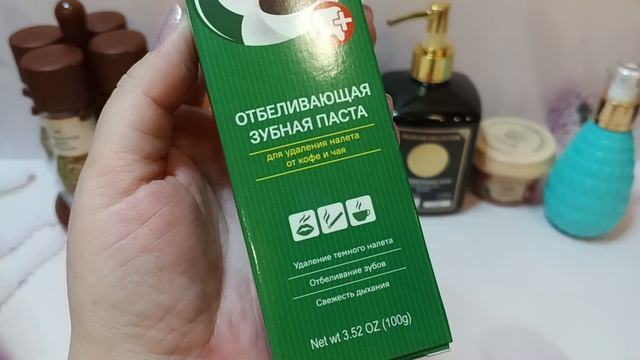 ОТБЕЛИВАЮЩАЯ
ЗУБНАЯ ПАСТА
для удаления налета
от кофе и чая
Удаление темного налета
Отбеливание зубов
Свежесть дыхания
Net wt 3.52 OZ (100g)